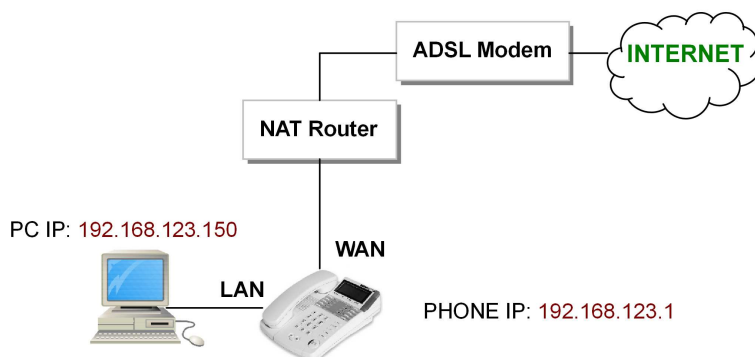 ADSL Modem
INTERNET
NAT Router
PC IP: 192.168.123.150
WAN
LAN
PHONE IP: 192.168.123.1